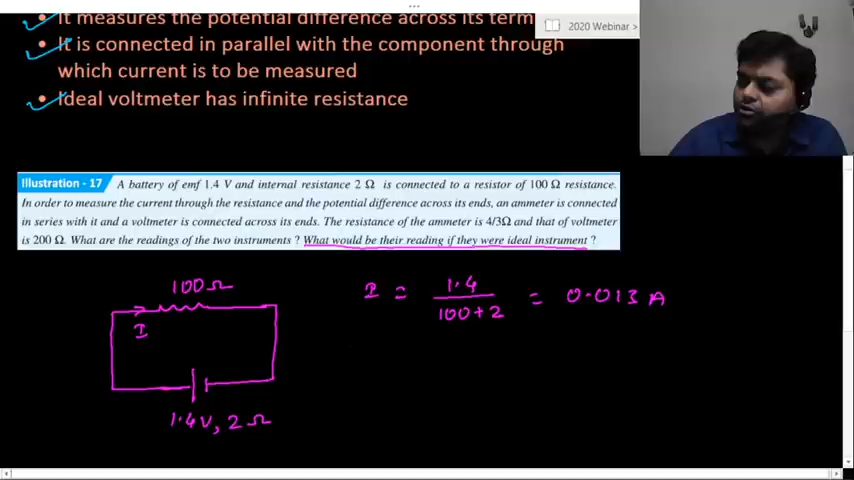 It measures the potential difference across its term
2020 Webinar >
It is connected in parallel with the component through
which current is to be measured
Ideal voltmeter has infinite resistance
Illustration - 17 A battery of emf 1.4 V and internal resistance 2 Ω is connected to a resistor of 100 Ω resistance.
In order to measure the current through the resistance and the potential difference across its ends, an ammeter is connected
in series with it and a voltmeter is connected across its ends. The resistance of the ammeter is 4/3Ω and that of voltmeter
is 200 Ω. What are the readings of the two instruments ? What would be their reading if they were ideal instrument ?
100Ω
I
1.4V, 2Ω
I = 1.4 / 100+2 = 0.013 A